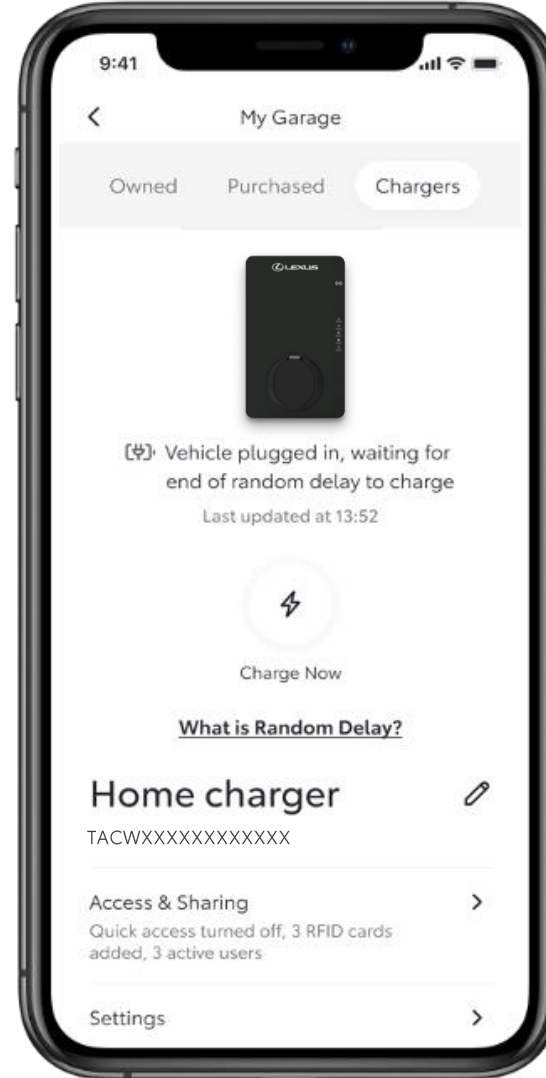 9:41
My Garage
Owned Purchased Chargers
LEXUS
Vehicle plugged in, waiting for
end of random delay to charge
Last updated at 13:52
Charge Now
What is Random Delay?
Home charger
TACWXXXXXXXXXXXX
Access & Sharing
Quick access turned off, 3 RFID cards
added, 3 active users
Settings